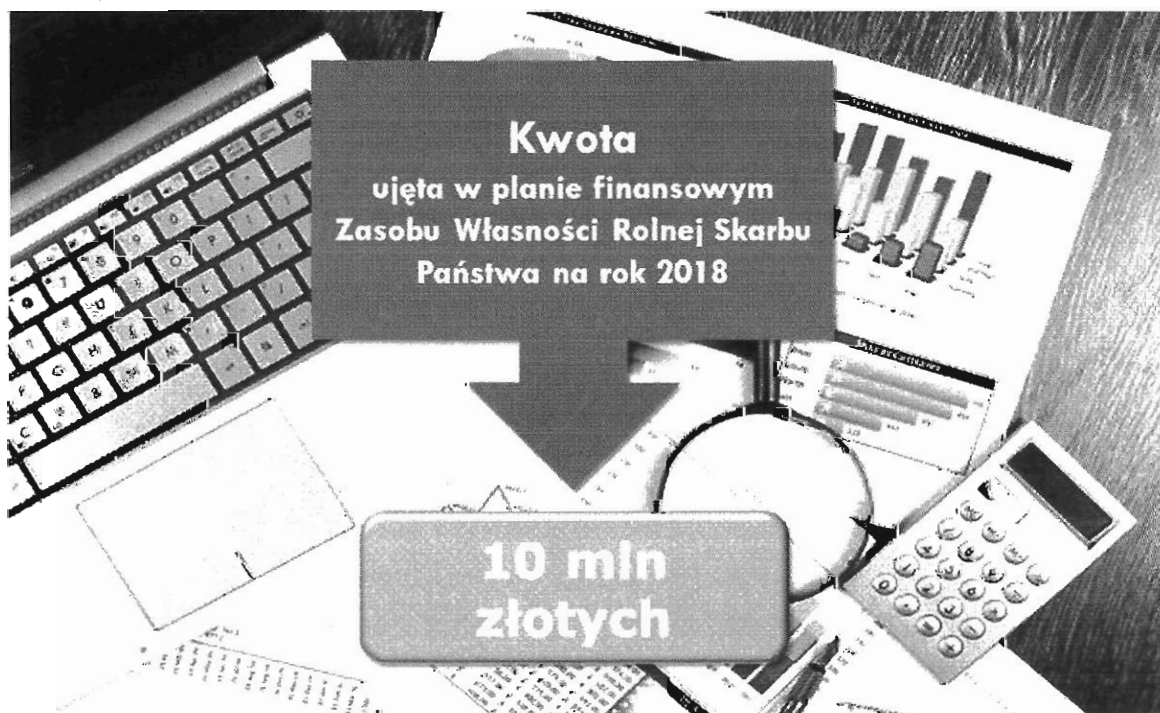 Kwota
ujęta w planie finansowym
Zasobu Własności Rolnej Skarbu
Państwa na rok 2018
10 mln
złotych